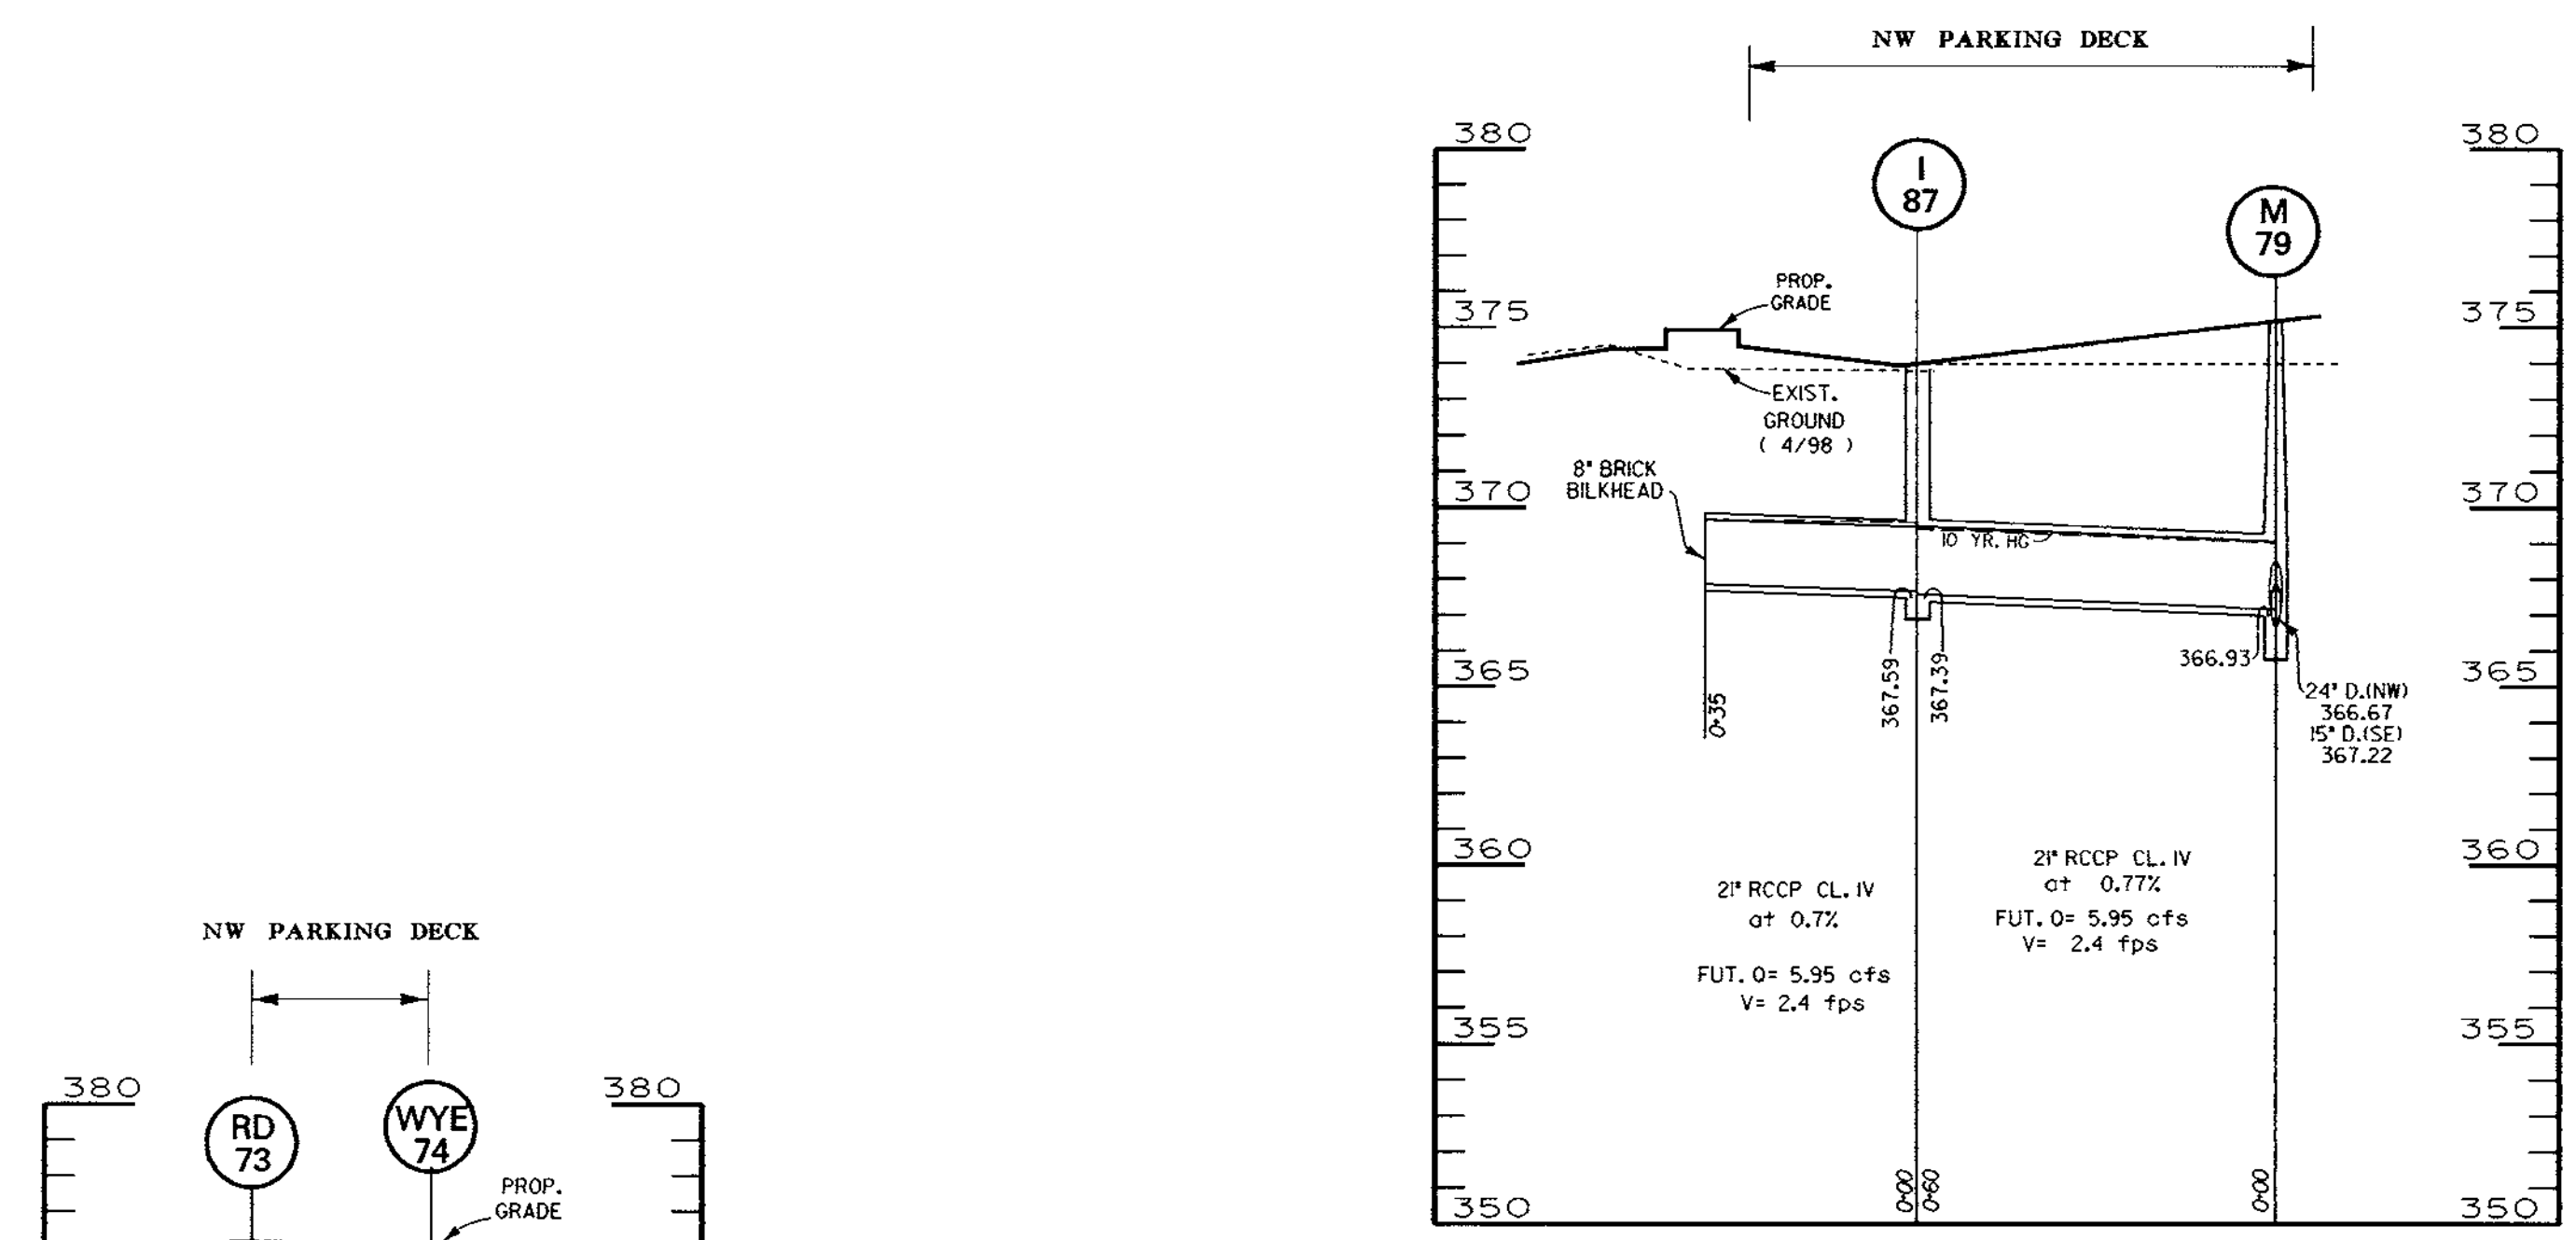 NW PARKING DECK
380
380
I
87
M
79
PROP.
GRADE
375
375
EXIST.
GROUND
( 4/98 )
8" BRICK
BILKHEAD
370
370
10 YR. HG
367.59
367.39
366.93
365
365
0+35
24" D.(NW)
366.67
15" D.(SE)
367.22
360
360
21" RCCP CL. IV
at 0.7%
FUT. Q= 5.95 cfs
V= 2.4 fps
21" RCCP CL. IV
at 0.77%
FUT. Q= 5.95 cfs
V= 2.4 fps
355
355
0+00
0+60
0+00
350
350
NW PARKING DECK
380
380
RD
73
WYE
74
PROP.
GRADE